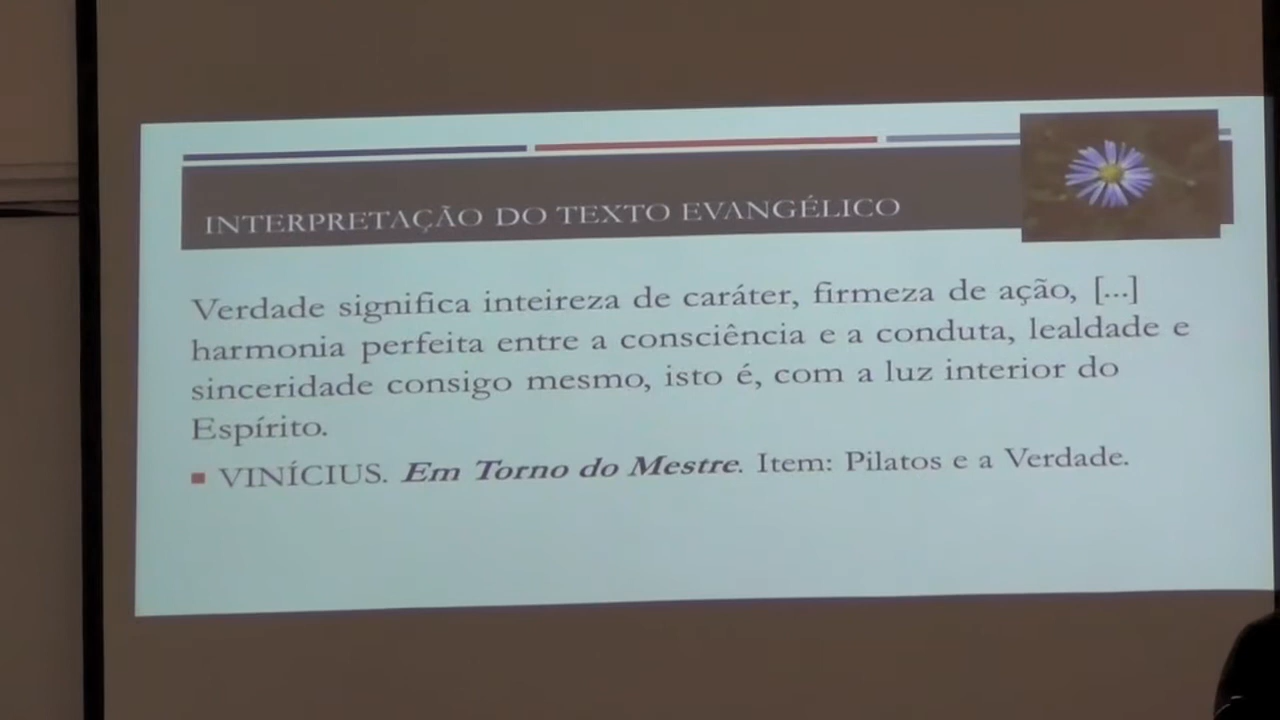 INTERPRETAÇÃO DO TEXTO EVANGÉLICO
Verdade significa inteireza de caráter, firmeza de ação, [...]
harmonia perfeita entre a consciência e a conduta, lealdade e
sinceridade consigo mesmo, isto é, com a luz interior do
Espírito.
VINÍCIUS. Em Torno do Mestre. Item: Pilatos e a Verdade.